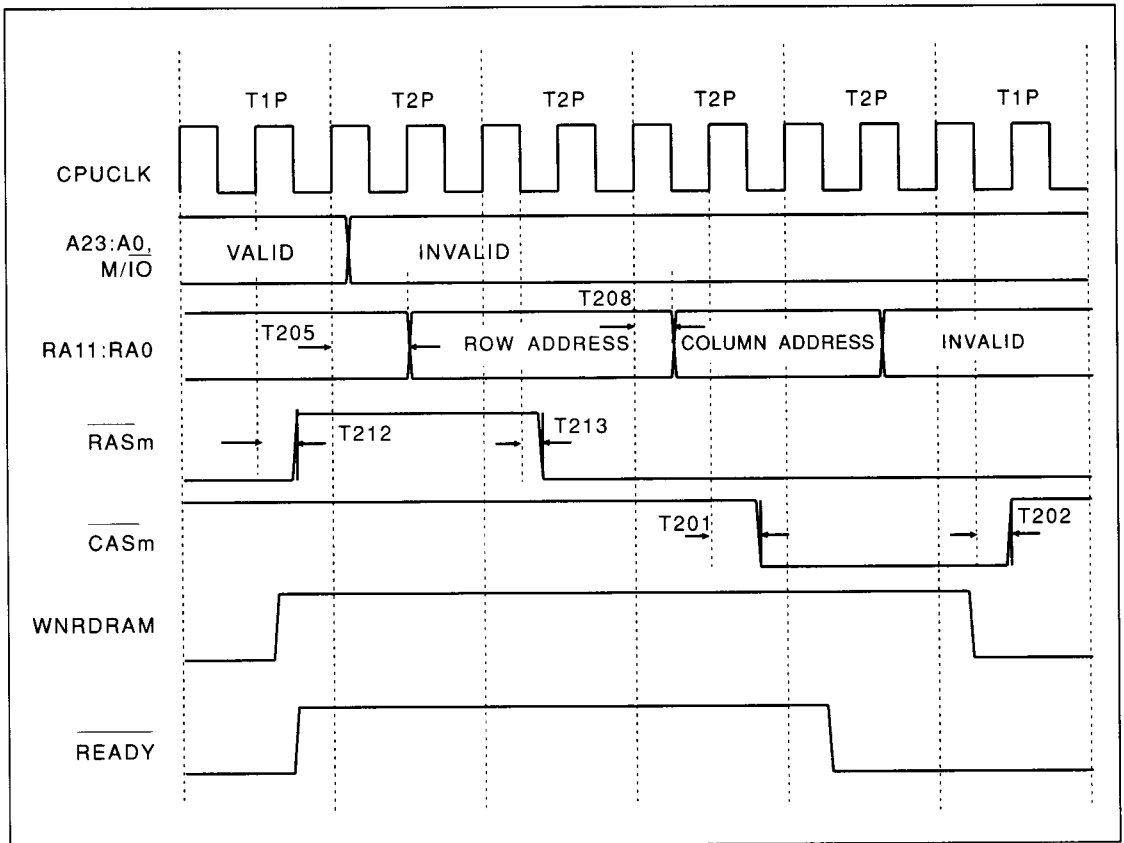 T1P T2P T2P T2P T2P T1P
CPUCLK
A23:A0,
M/IO
VALID INVALID
T208
T205
RA11:RA0
ROW ADDRESS COLUMN ADDRESS INVALID
RASm
T212 T213
CASm
T201 T202
WNRDRAM
READY